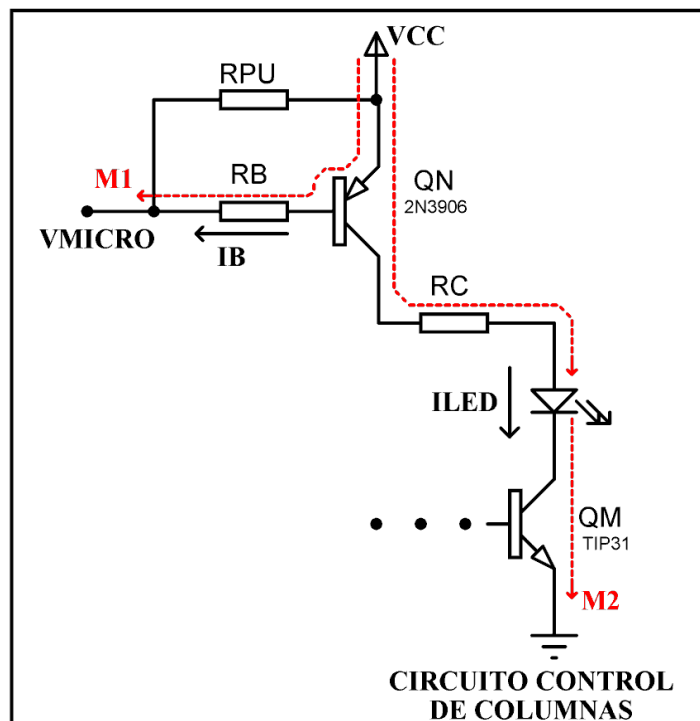 VCC
RPU
M1
RB
QN
2N3906
VMICRO
IB
RC
ILED
QM
TIP31
M2
CIRCUITO CONTROL
DE COLUMNAS